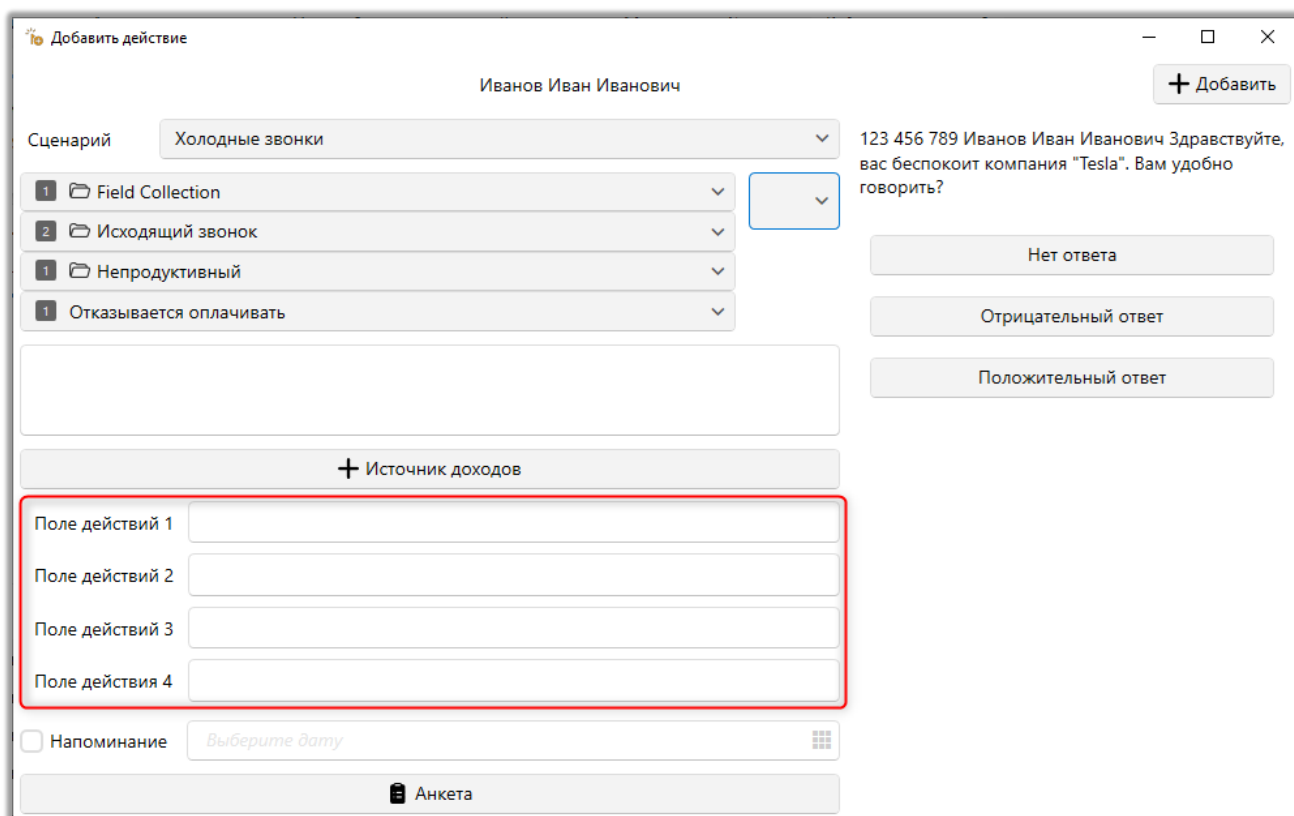 Добавить действие
Иванов Иван Иванович
Добавить
Сценарий
Холодные звонки
1 Field Collection
2 Исходящий звонок
1 Непродуктивный
1 Отказывается оплачивать
Источник доходов
Поле действий 1
Поле действий 2
Поле действий 3
Поле действия 4
Напоминание
Выберите дату
Анкета
123 456 789 Иванов Иван Иванович Здравствуйте,
вас беспокоит компания "Tesla". Вам удобно
говорить?
Нет ответа
Отрицательный ответ
Положительный ответ